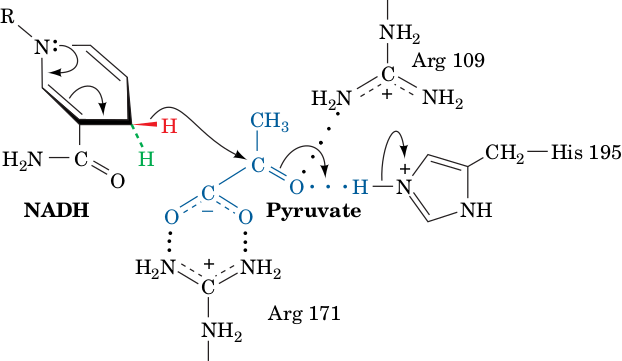 R
NH₂
N:
Arg 109
C
+
H₂N
NH₂
CH₃
H
H
C
CH₂—His 195
H₂N—C
O
O
H
N
+
C
NADH
O
−
O
Pyruvate
NH
H₂N
+
NH₂
C
Arg 171
NH₂